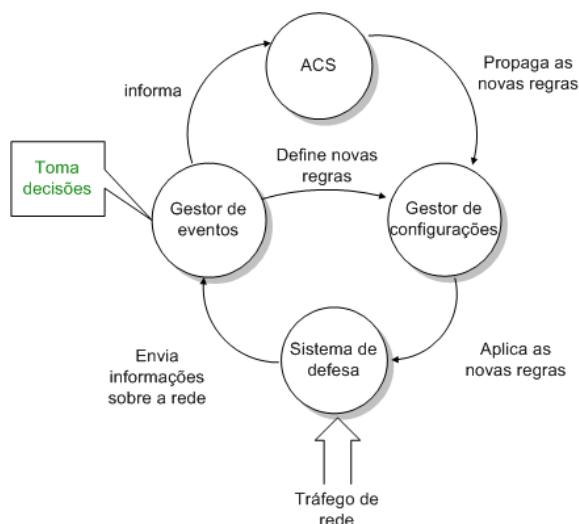 ACS
Propaga as
novas regras
informa
Toma
decisões
Define novas
regras
Gestor de
eventos
Gestor de
configurações
Envia
informações
sobre a rede
Sistema de
defesa
Aplica as
novas regras
Tráfego de
rede